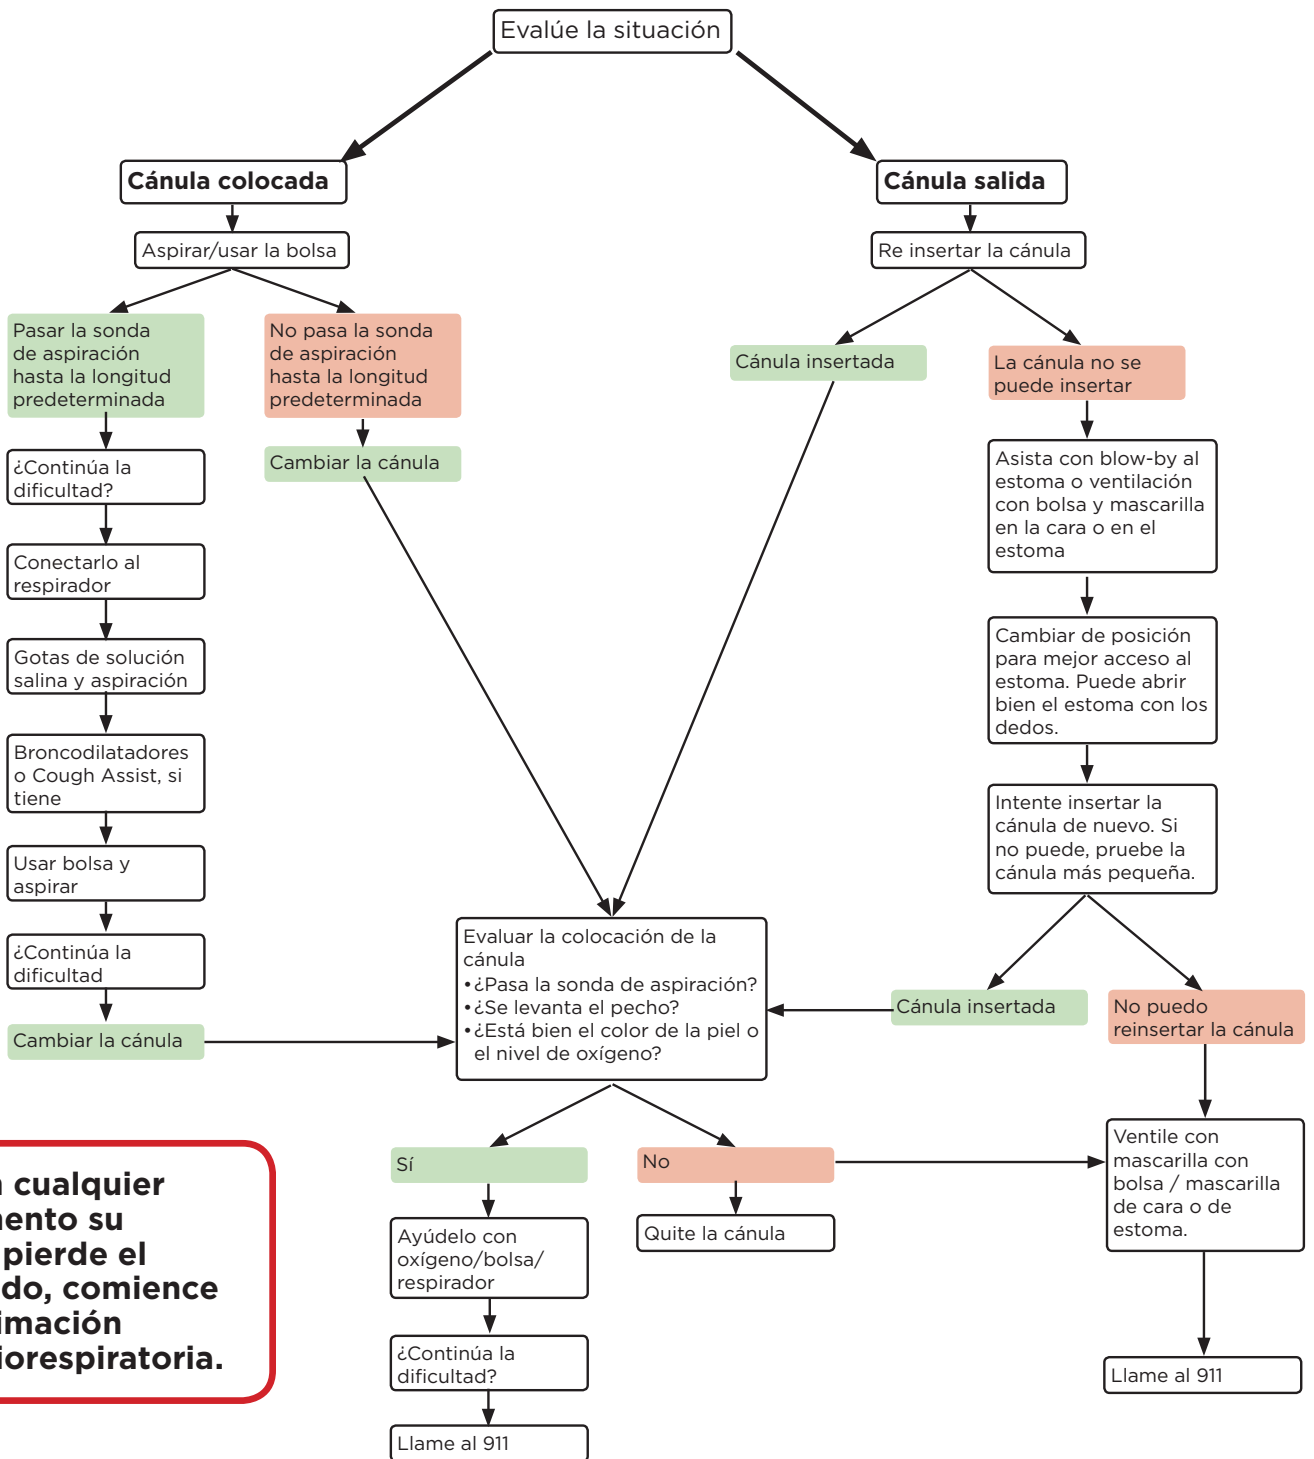 Evalúe la situación
Cánula colocada
Aspirar/usar la bolsa
Pasar la sonda
de aspiración
hasta la longitud
predeterminada
¿Continúa la
dificultad?
Conectarlo al
respirador
Gotas de solución
salina y aspiración
Broncodilatadores
o Cough Assist, si
tiene
Usar bolsa y
aspirar
¿Continúa la
dificultad
Cambiar la cánula
No pasa la sonda
de aspiración
hasta la longitud
predeterminada
Cambiar la cánula
Cánula salida
Re insertar la cánula
Cánula insertada
La cánula no se
puede insertar
Asista con blow-by al
estoma o ventilación
con bolsa y mascarilla
en la cara o en el
estoma
Cambiar de posición
para mejor acceso al
estoma. Puede abrir
bien el estoma con los
dedos.
Intente insertar la
cánula de nuevo. Si
no puede, pruebe la
cánula más pequeña.
Cánula insertada
No puedo
reinsertar la cánula
Evaluar la colocación de la
cánula
•¿Pasa la sonda de aspiración?
•¿Se levanta el pecho?
•¿Está bien el color de la piel o
el nivel de oxígeno?
Sí
Ayúdelo con
oxígeno/bolsa/
respirador
¿Continúa la
dificultad?
Llame al 911
No
Quite la cánula
Ventile con
mascarilla con
bolsa / mascarilla
de cara o de
estoma.
Llame al 911
cualquier
su
pierde el
comience